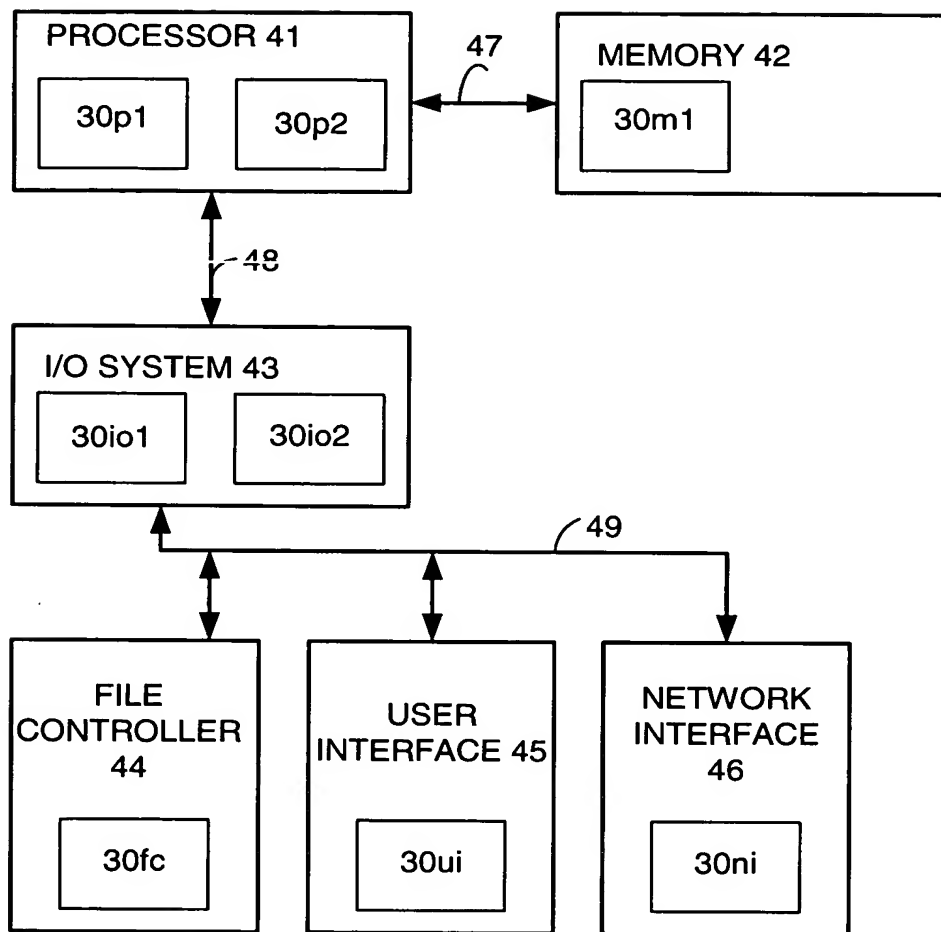 PROCESSOR 41
30p1
30p2
47
MEMORY 42
30m1
48
I/O SYSTEM 43
30io1
30io2
49
FILE
CONTROLLER
44
30fc
USER
INTERFACE 45
30ui
NETWORK
INTERFACE
46
30ni